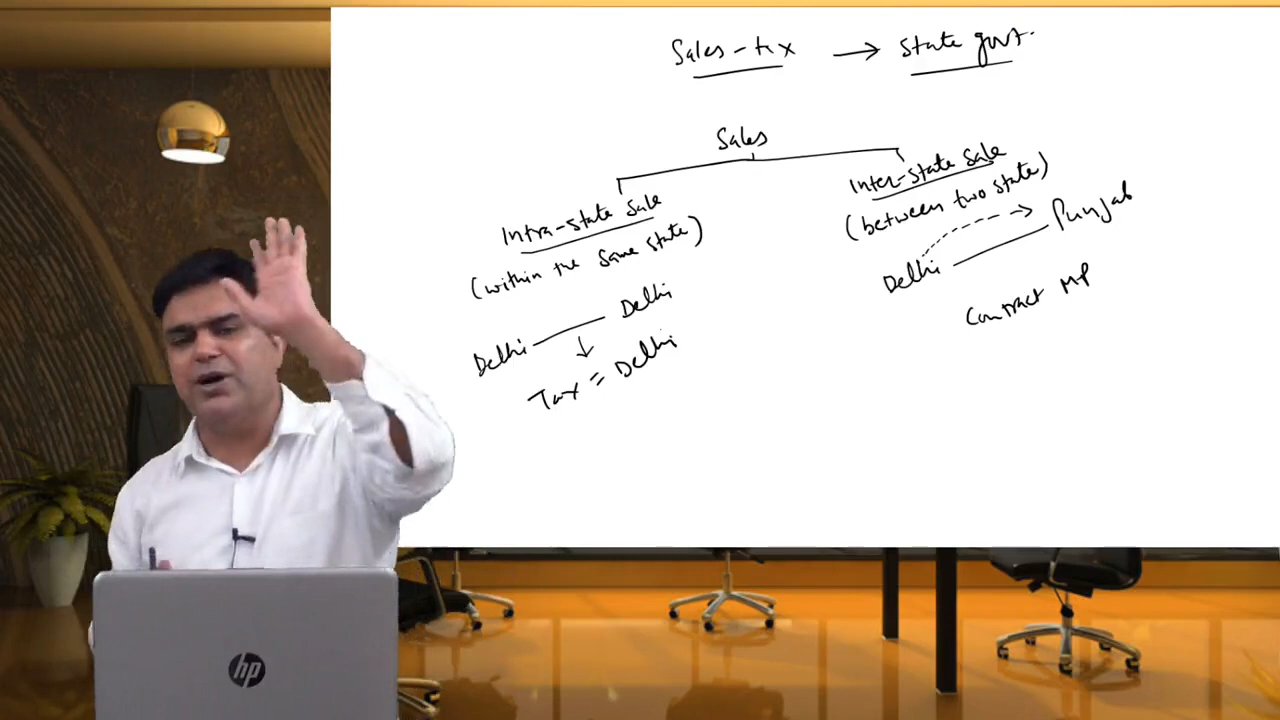 Sales-tax → state govt.
Sales
Intra-state sale
(within the same state)
Delhi — Delhi
↓
Tax = Delhi
Inter-state sale
(between two state)
Delhi — Punjab
Contract MP
hp